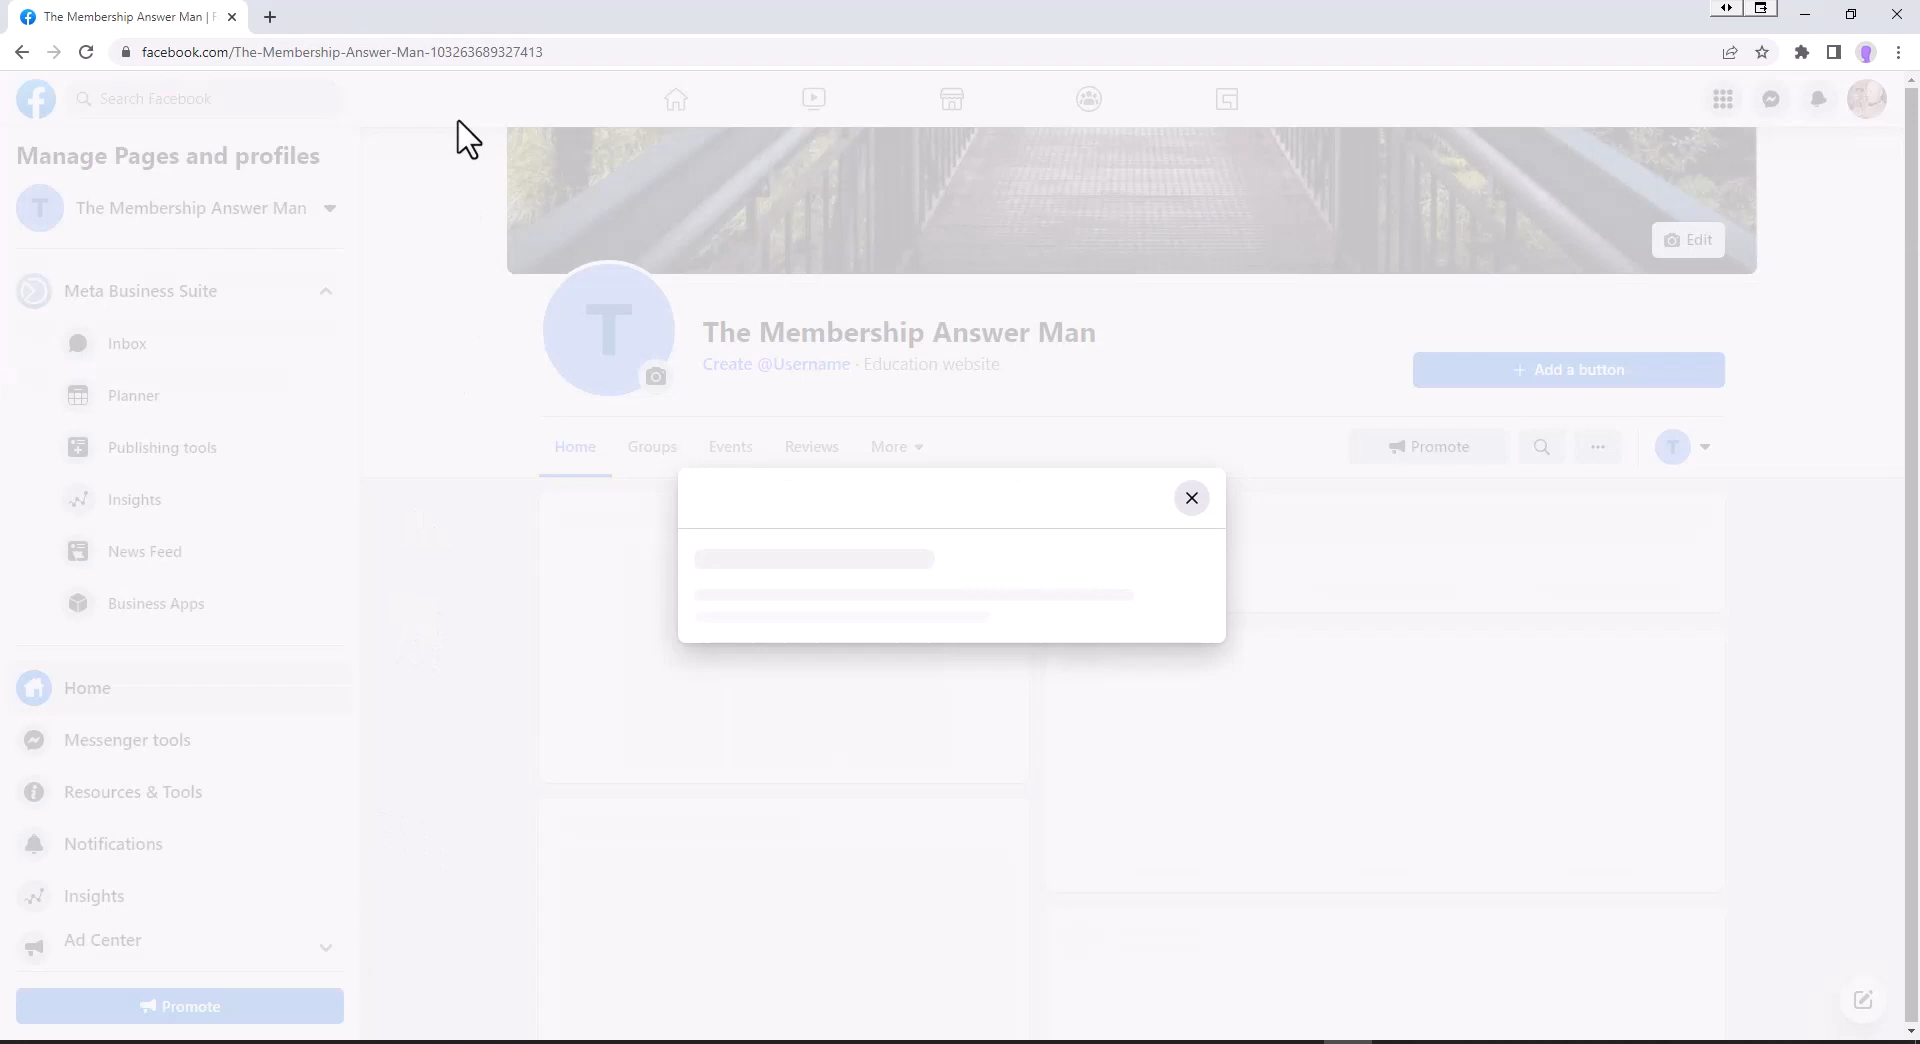 The Membership Answer Man | F
facebook.com/The-Membership-Answer-Man-103263689327413
Search Facebook
Manage Pages and profiles
T
The Membership Answer Man
Meta Business Suite
Inbox
Planner
Publishing tools
Insights
News Feed
Business Apps
Home
Messenger tools
Resources & Tools
Notifications
Insights
Ad Center
Promote
Edit
T
The Membership Answer Man
Create @Username · Education website
+ Add a button
Home
Groups
Events
Reviews
More
Promote
T